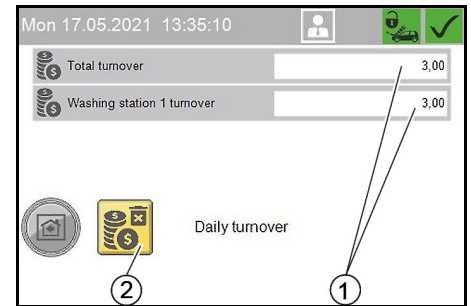 Mon 17.05.2021 13:35:10
Total turnover 3,00
Washing station 1 turnover 3,00
Daily turnover
2 1